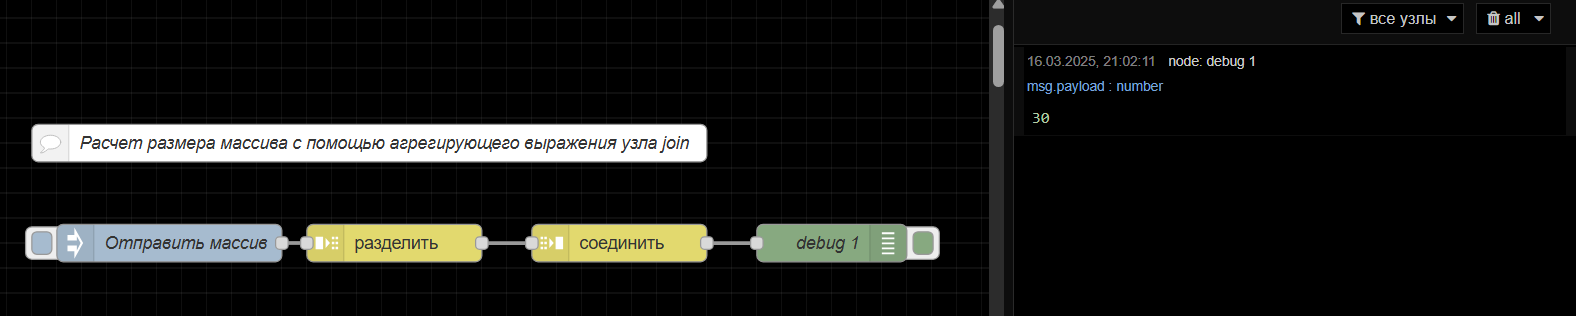 все узлы
all
16.03.2025, 21:02:11 node: debug 1
msg.payload : number
30
Расчет размера массива с помощью агрегирующего выражения узла join
Отправить массив
разделить
соединить
debug 1